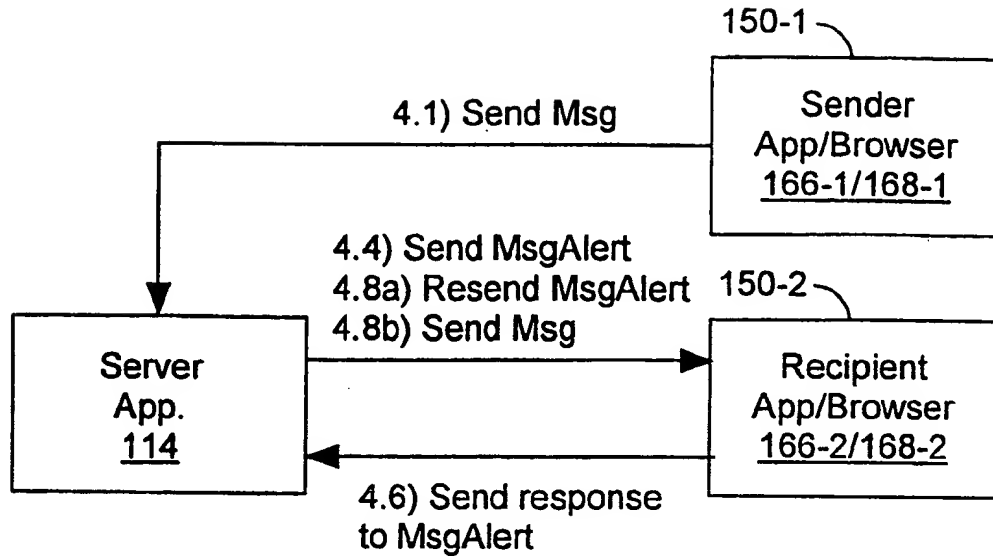 150-1
Sender
App/Browser
166-1/168-1
4.1) Send Msg
4.4) Send MsgAlert
4.8a) Resend MsgAlert
4.8b) Send Msg
150-2
Server
App.
114
Recipient
App/Browser
166-2/168-2
4.6) Send response
to MsgAlert